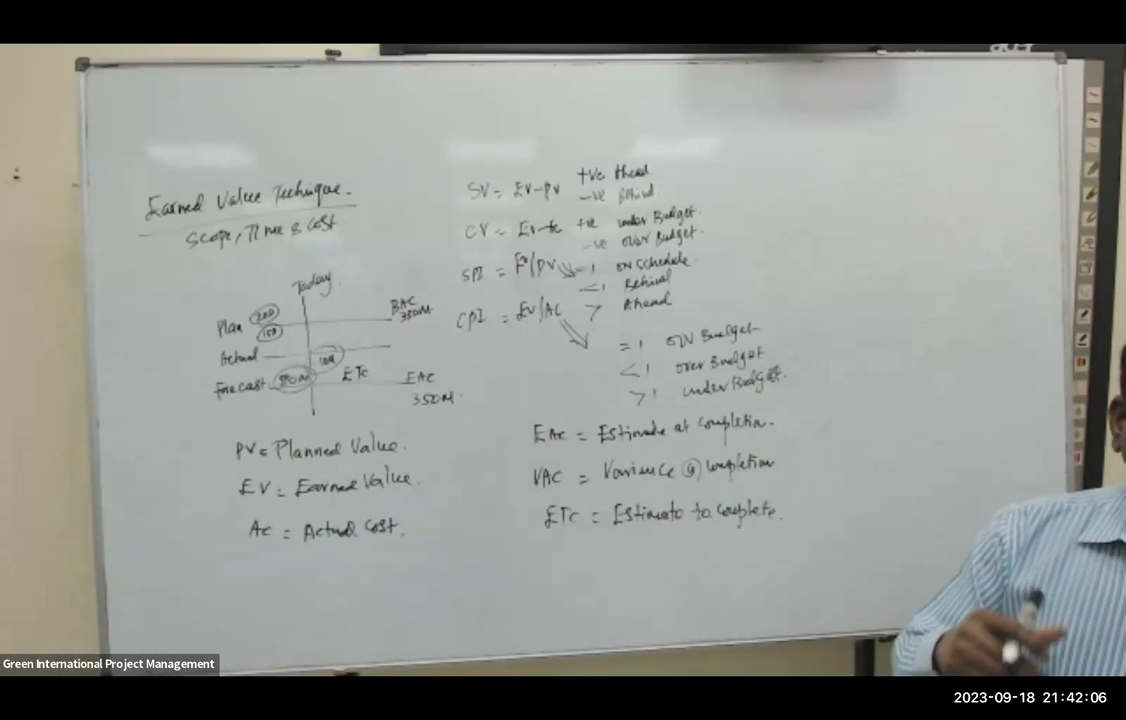 acer
Earned Value Technique.
Scope, Time & Cost
Today
Plan 200
150
BAC
350M
Actual
10M
Forecast
ETC
EAC
350M.
PV = Planned Value.
EV = Earned Value.
AC = Actual Cost.
SV = EV-PV +ve Ahead
-ve Behind
CV = EV-AC +ve under Budget.
-ve over Budget.
SPI = EV/PV = 1 on schedule
< 1 Behind
> Ahead
CPI = EV/AC
= 1 on Budget
< 1 over Budget
> 1 under Budget.
EAC = Estimate at Completion.
VAC = Variance @ Completion
ETC = Estimate to Complete.
Green International Project Management
2023-09-18 21:42:06